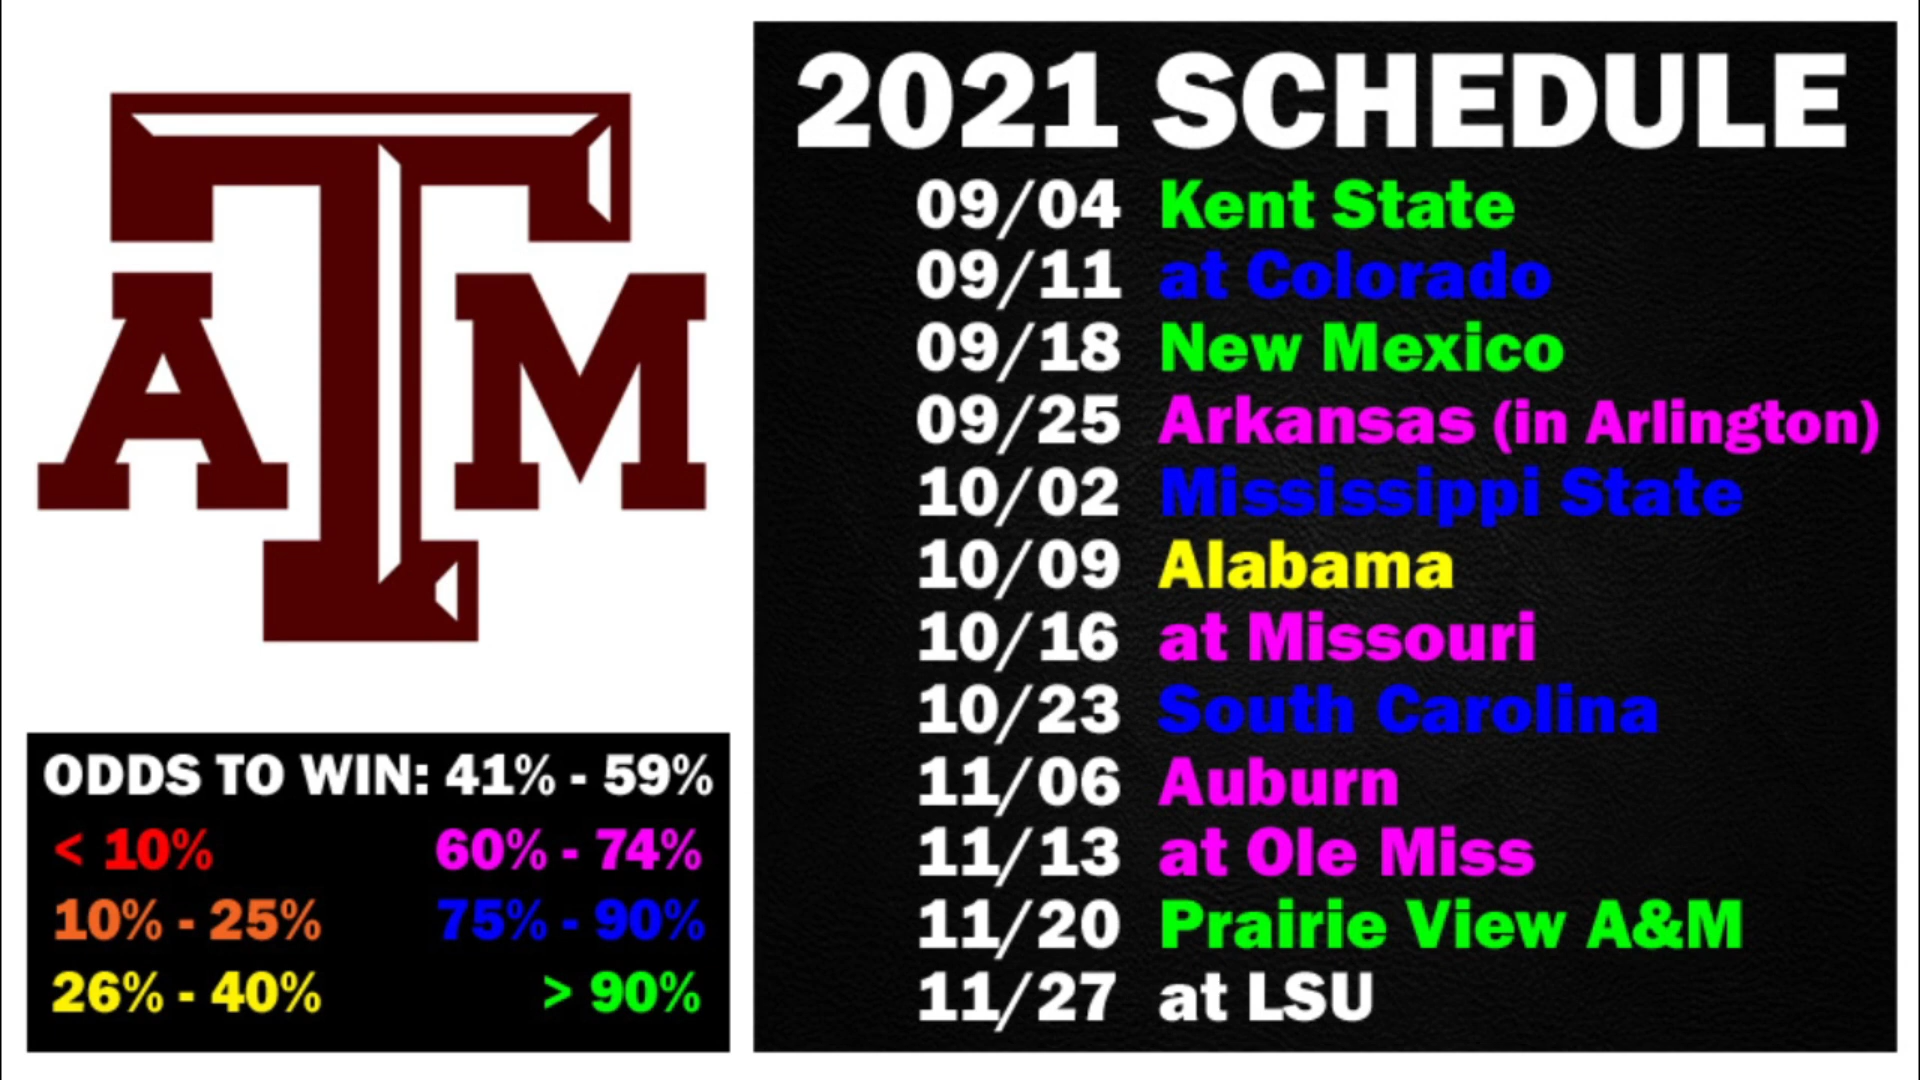 ATM
2021 SCHEDULE
09/04 Kent State
09/11 at Colorado
09/18 New Mexico
09/25 Arkansas (in Arlington)
10/02 Mississippi State
10/09 Alabama
10/16 at Missouri
10/23 South Carolina
11/06 Auburn
11/13 at Ole Miss
11/20 Prairie View A&M
11/27 at LSU
ODDS TO WIN: 41% - 59%
< 10% 60% - 74%
10% - 25% 75% - 90%
26% - 40% > 90%